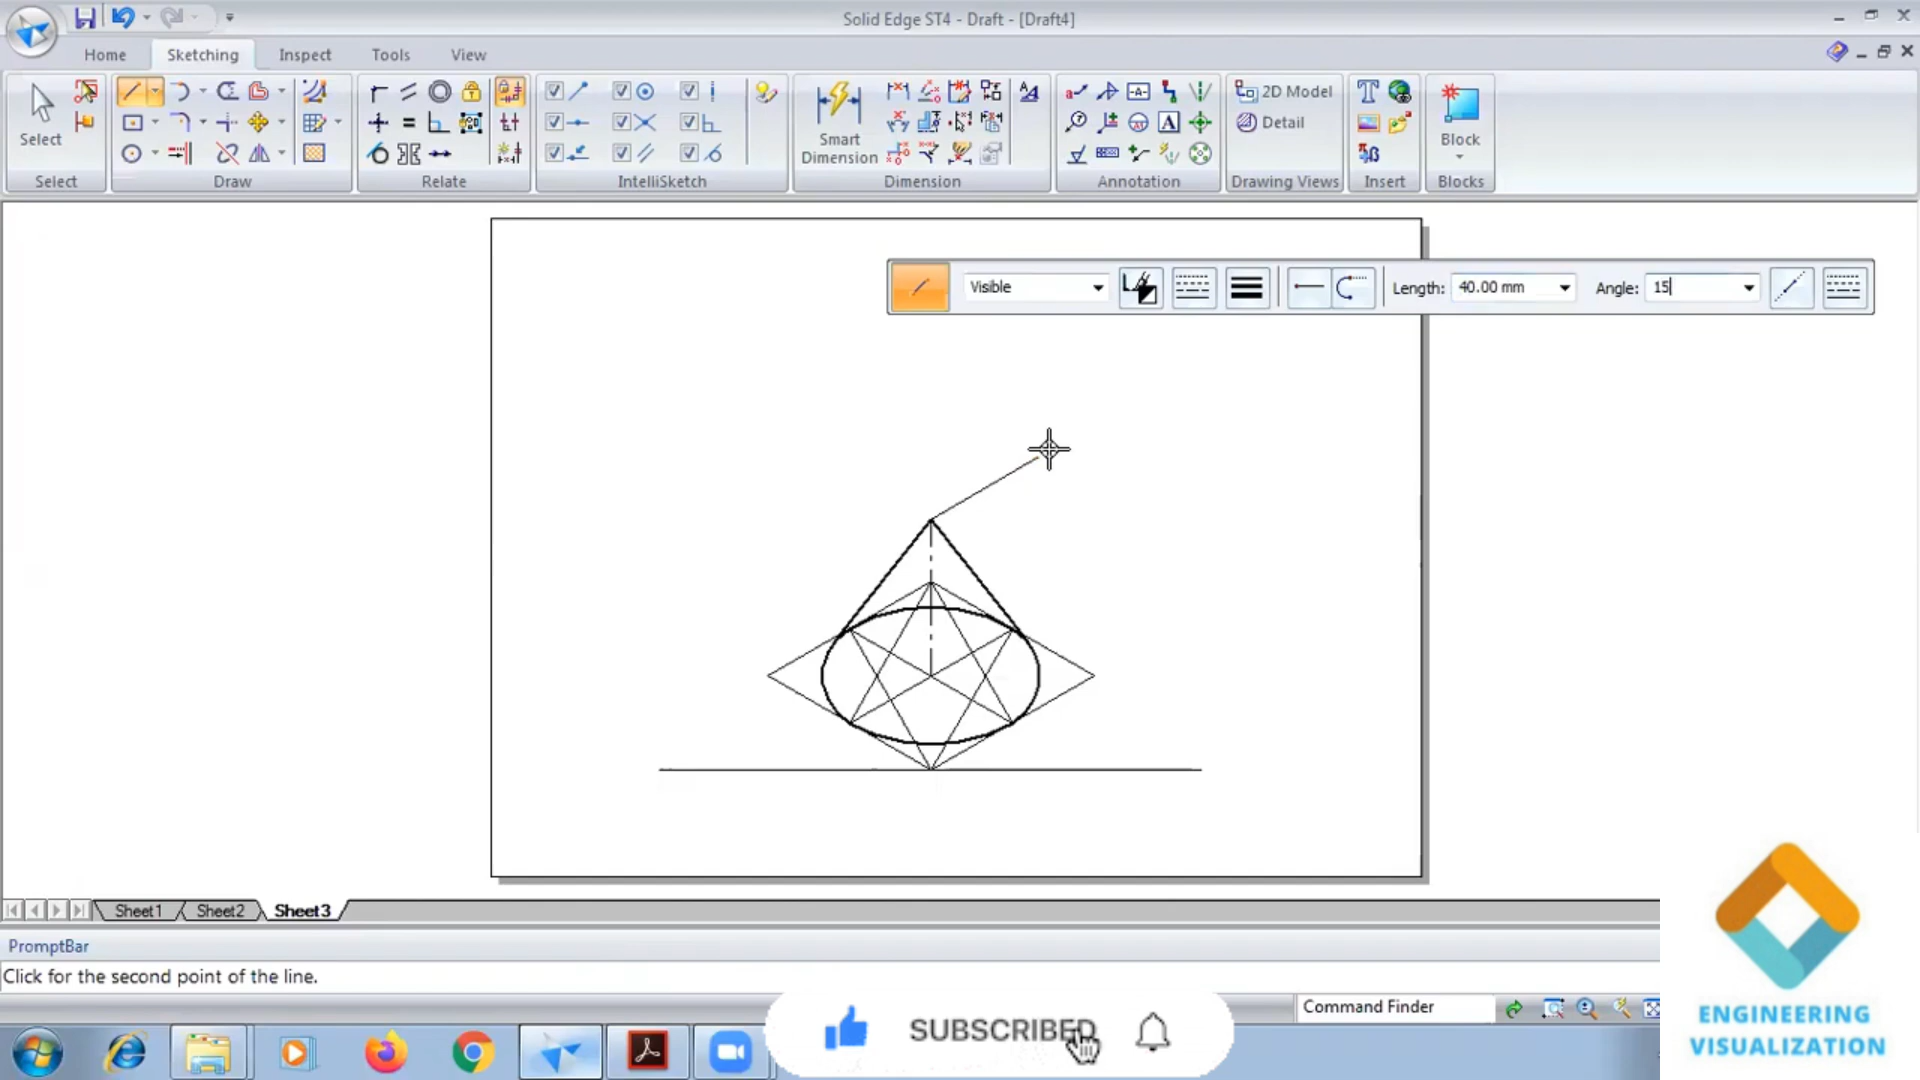 Solid Edge ST4 - Draft - [Draft4]
Home
Sketching
Inspect
Tools
View
Select
Smart
Dimension
2D Model
Detail
Block
Select
Draw
Relate
IntelliSketch
Dimension
Annotation
Drawing Views
Insert
Blocks
Visible
Length:
40.00 mm
Angle:
15
Sheet1
Sheet2
Sheet3
PromptBar
Click for the second point of the line.
Command Finder
SUBSCRIBED
ENGINEERING
VISUALIZATION